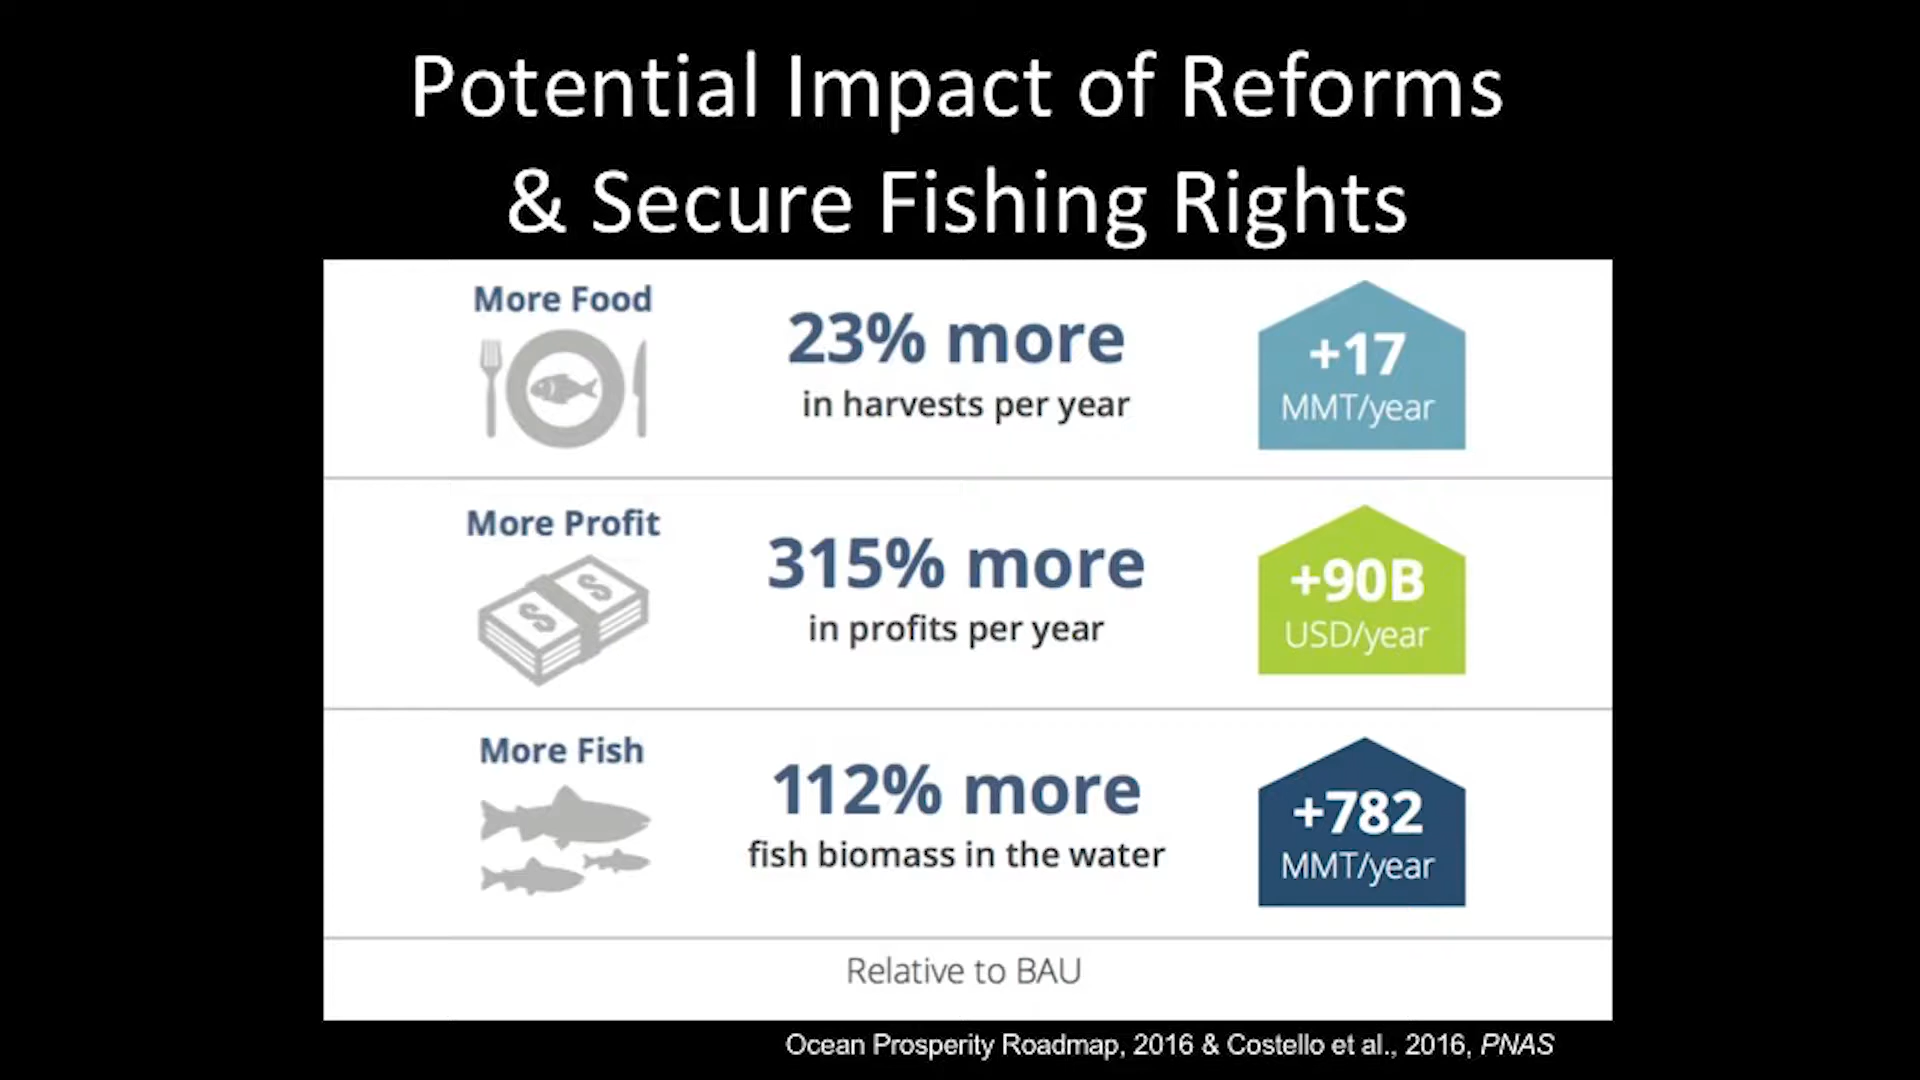 Potential Impact of Reforms
& Secure Fishing Rights
More Food
23% more
in harvests per year
+17
MMT/year
More Profit
$ $
315% more
in profits per year
+90B
USD/year
More Fish
112% more
fish biomass in the water
+782
MMT/year
Relative to BAU
Ocean Prosperity Roadmap, 2016 & Costello et al., 2016, PNAS